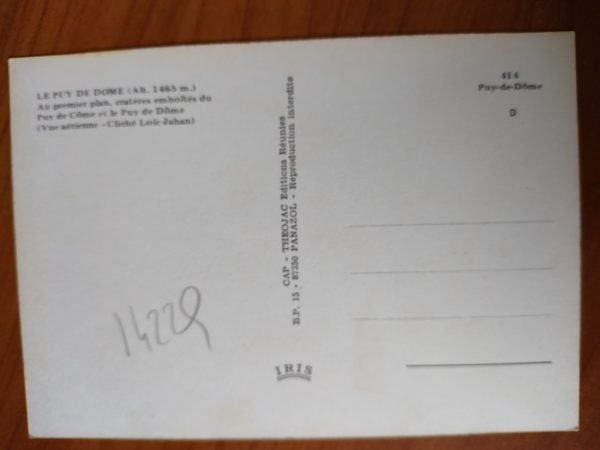 LE PUY DE DOME (Alt. 1465 m.)
Au premier plan, cratères emboîtés du
Puy de Côme et le Puy de Dôme
(Vue aérienne - Cliché Loïc-Jahan)
14229
CAP - THEOJAC Editions Réunies
B.P. 15 - 87350 PANAZOL - Reproduction interdite
IRIS
414
Puy-de-Dôme
D